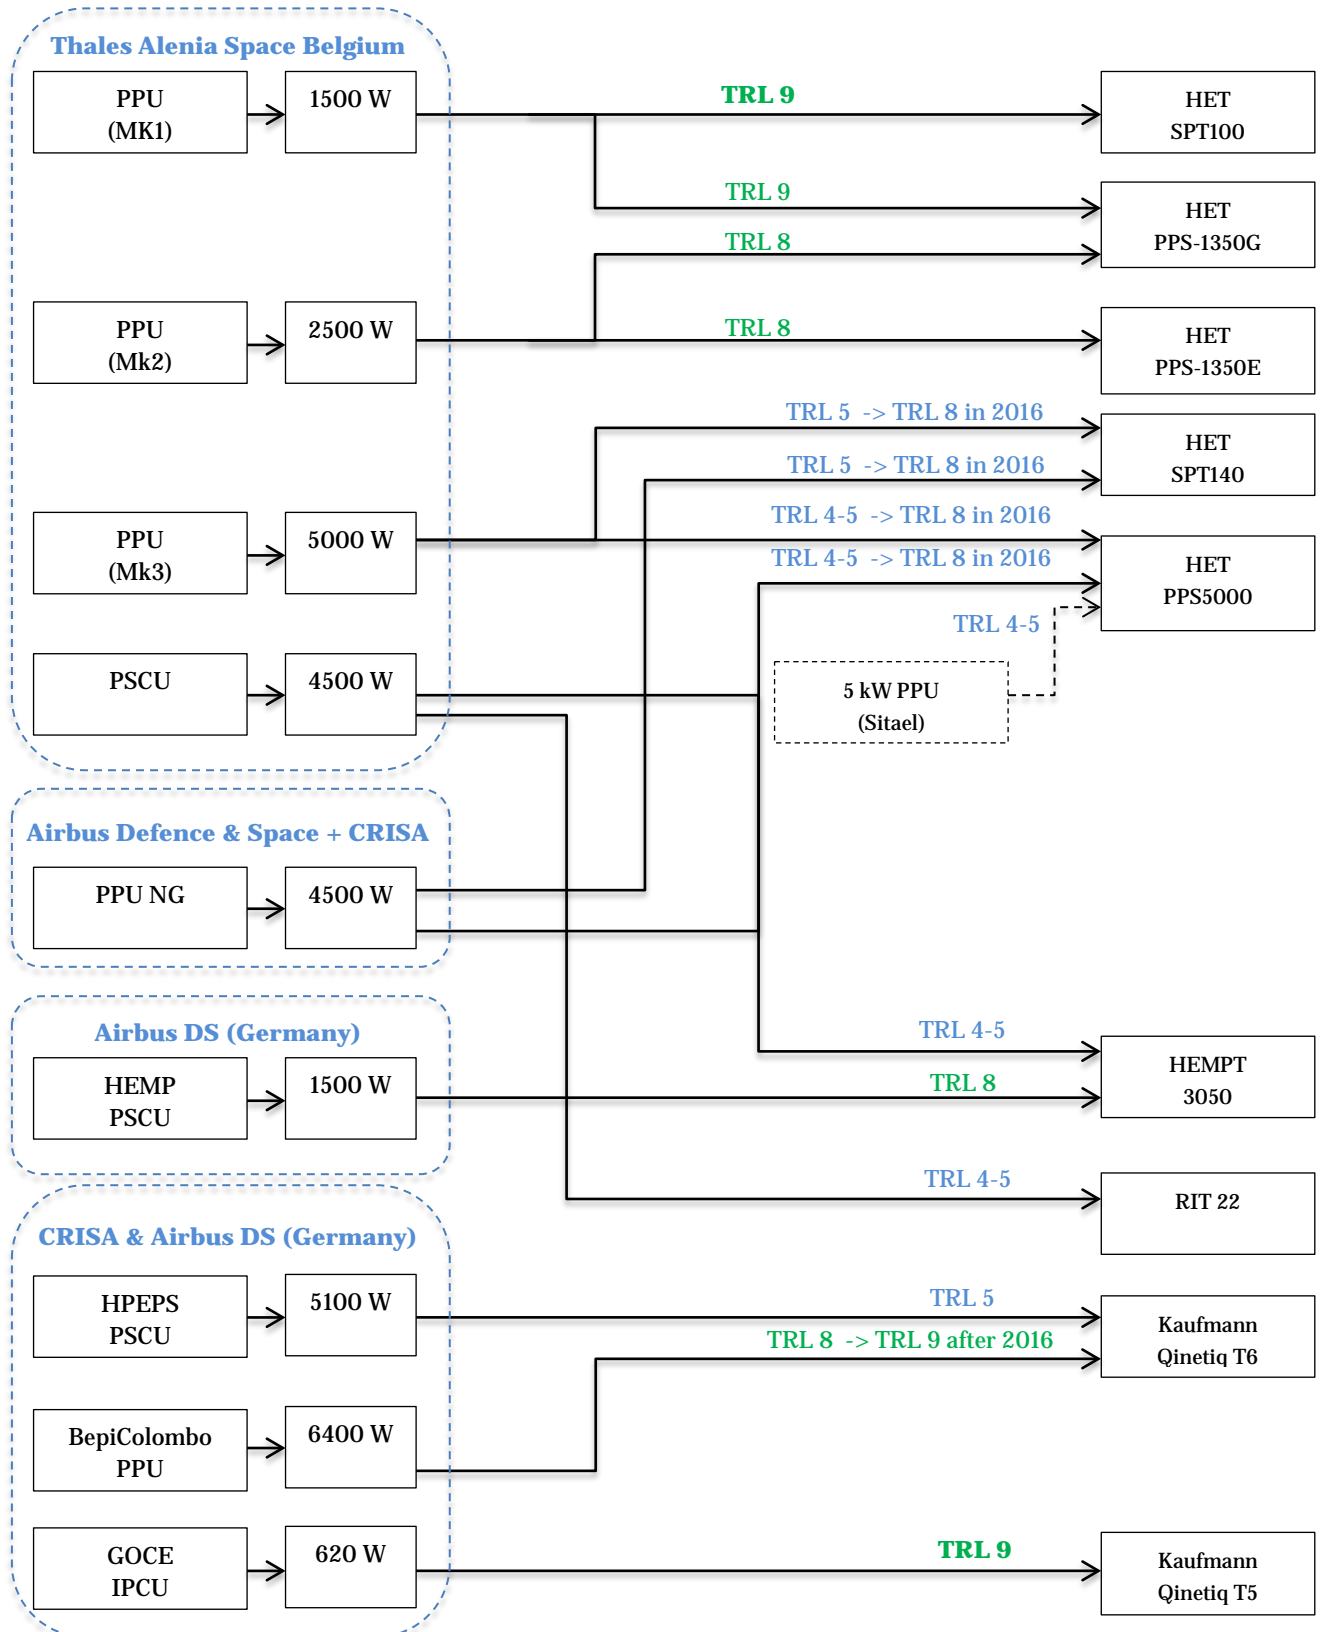 Thales Alenia Space Belgium
PPU
(MK1)
1500 W
TRL 9
HET
SPT100
TRL 9
HET
PPS-1350G
TRL 8
PPU
(Mk2)
2500 W
TRL 8
HET
PPS-1350E
TRL 5 -> TRL 8 in 2016
HET
SPT140
TRL 5 -> TRL 8 in 2016
PPU
(Mk3)
5000 W
TRL 4-5 -> TRL 8 in 2016
TRL 4-5 -> TRL 8 in 2016
HET
PPS5000
TRL 4-5
PSCU
4500 W
5 kW PPU
(Sitael)
Airbus Defence & Space + CRISA
PPU NG
4500 W
Airbus DS (Germany)
HEMP
PSCU
1500 W
TRL 4-5
TRL 8
HEMPT
3050
TRL 4-5
RIT 22
CRISA & Airbus DS (Germany)
HPEPS
PSCU
5100 W
TRL 5
TRL 8 -> TRL 9 after 2016
Kaufmann
Qinetiq T6
BepiColombo
PPU
6400 W
GOCE
IPCU
620 W
TRL 9
Kaufmann
Qinetiq T5